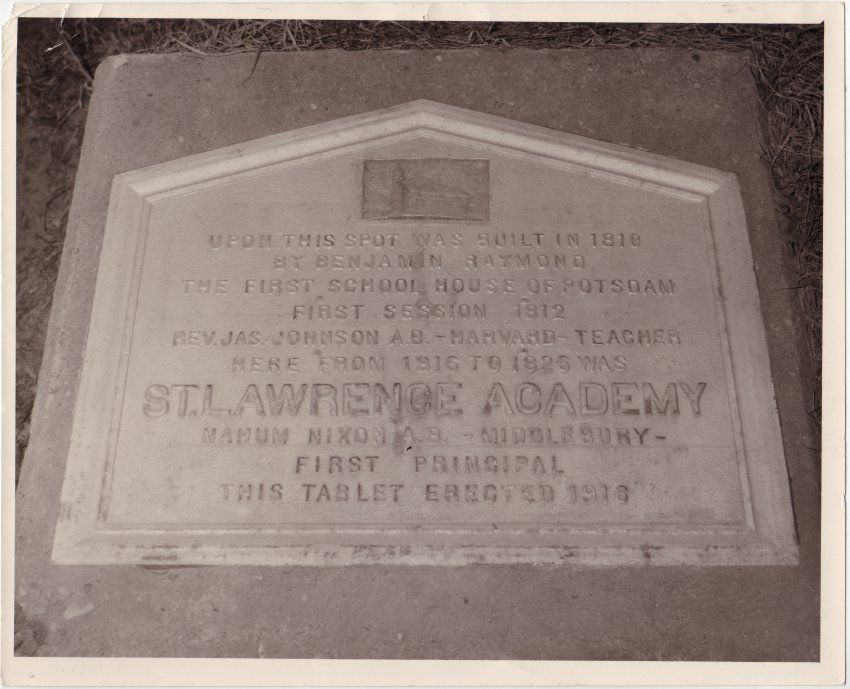 UPON THIS SPOT WAS BUILT IN 1810
BY BENJAMIN RAYMOND
THE FIRST SCHOOL HOUSE OF POTSDAM
FIRST SESSION 1812
REV. JAS. JOHNSON A.B. - HARVARD - TEACHER
HERE FROM 1816 TO 1826 WAS
ST. LAWRENCE ACADEMY
NAHUM NIXON A.B. - MIDDLEBURY -
FIRST PRINCIPAL
THIS TABLET ERECTED 1916